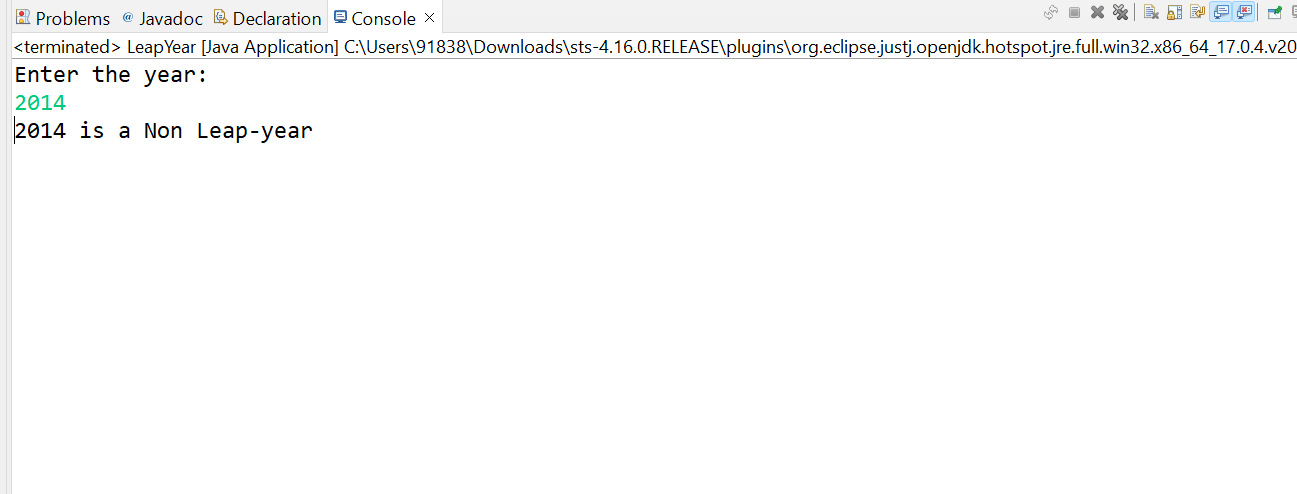 Problems @ Javadoc Declaration Console
<terminated> LeapYear [Java Application] C:\Users\91838\Downloads\sts-4.16.0.RELEASE\plugins\org.eclipse.justj.openjdk.hotspot.jre.full.win32.x86_64_17.0.4.v20
Enter the year:
2014
2014 is a Non Leap-year